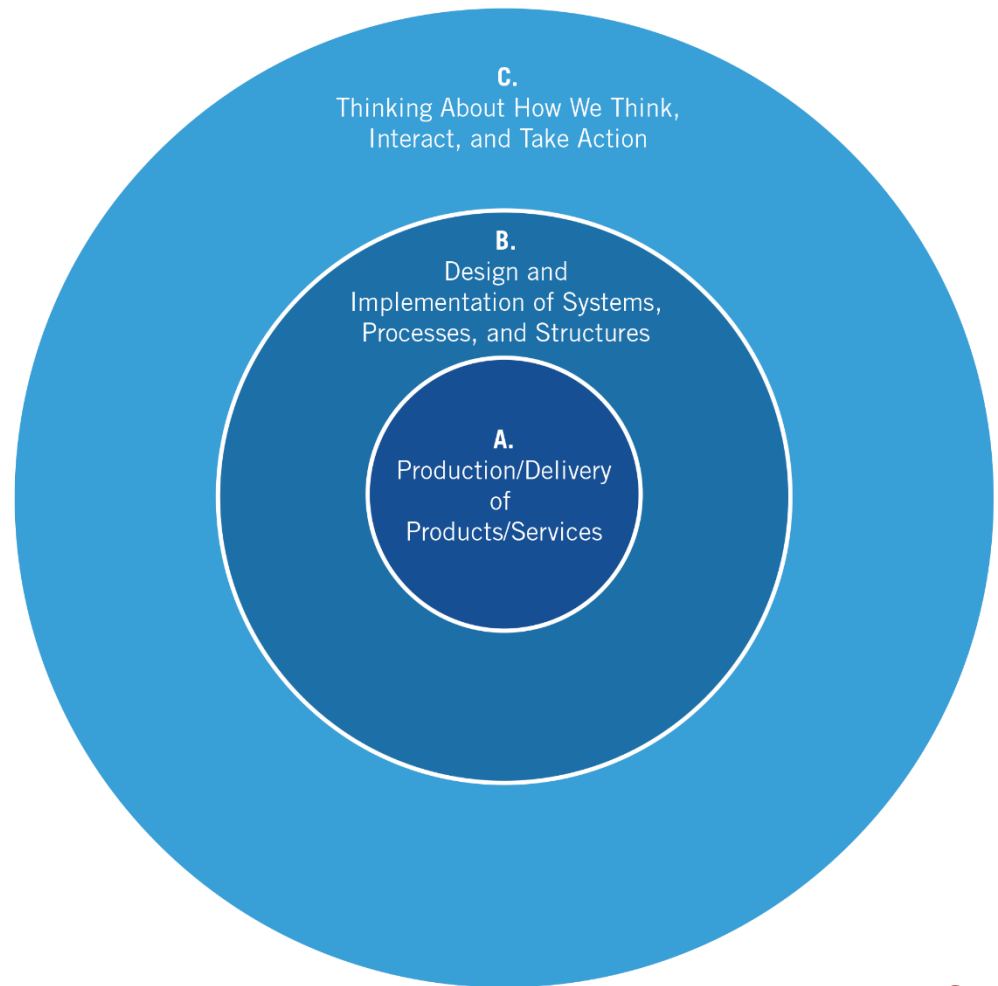 C.
Thinking About How We Think,
Interact, and Take Action
B.
Design and
Implementation of Systems,
Processes, and Structures
A.
Production/Delivery
of
Products/Services